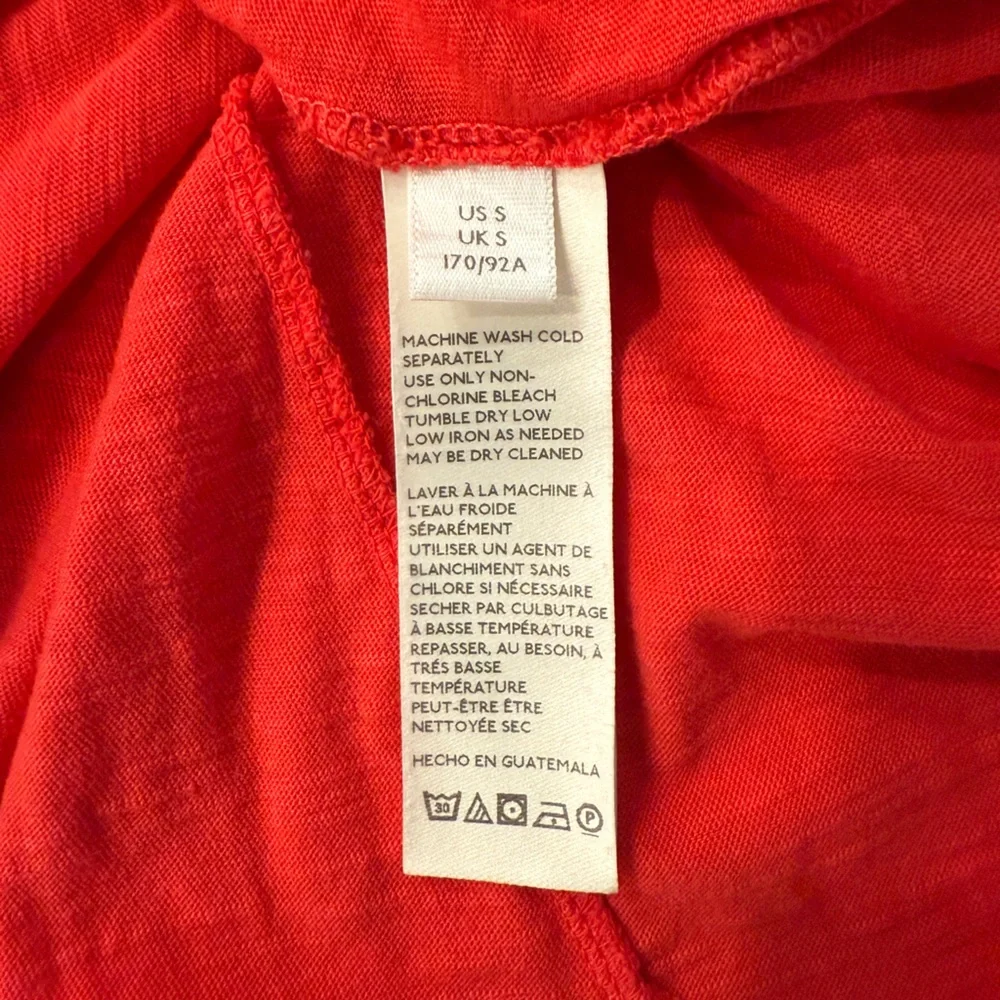 US S
UK S
170/92A
MACHINE WASH COLD
SEPARATELY
USE ONLY NON-
CHLORINE BLEACH
TUMBLE DRY LOW
LOW IRON AS NEEDED
MAY BE DRY CLEANED
LAVER À LA MACHINE À
L'EAU FROIDE
SÉPARÉMENT
UTILISER UN AGENT DE
BLANCHIMENT SANS
CHLORE SI NÉCESSAIRE
SECHER PAR CULBUTAGE
À BASSE TEMPÉRATURE
REPASSER, AU BESOIN, À
TRÉS BASSE
TEMPÉRATURE
PEUT-ÊTRE ÊTRE
NETTOYÉE SEC
HECHO EN GUATEMALA
30 P